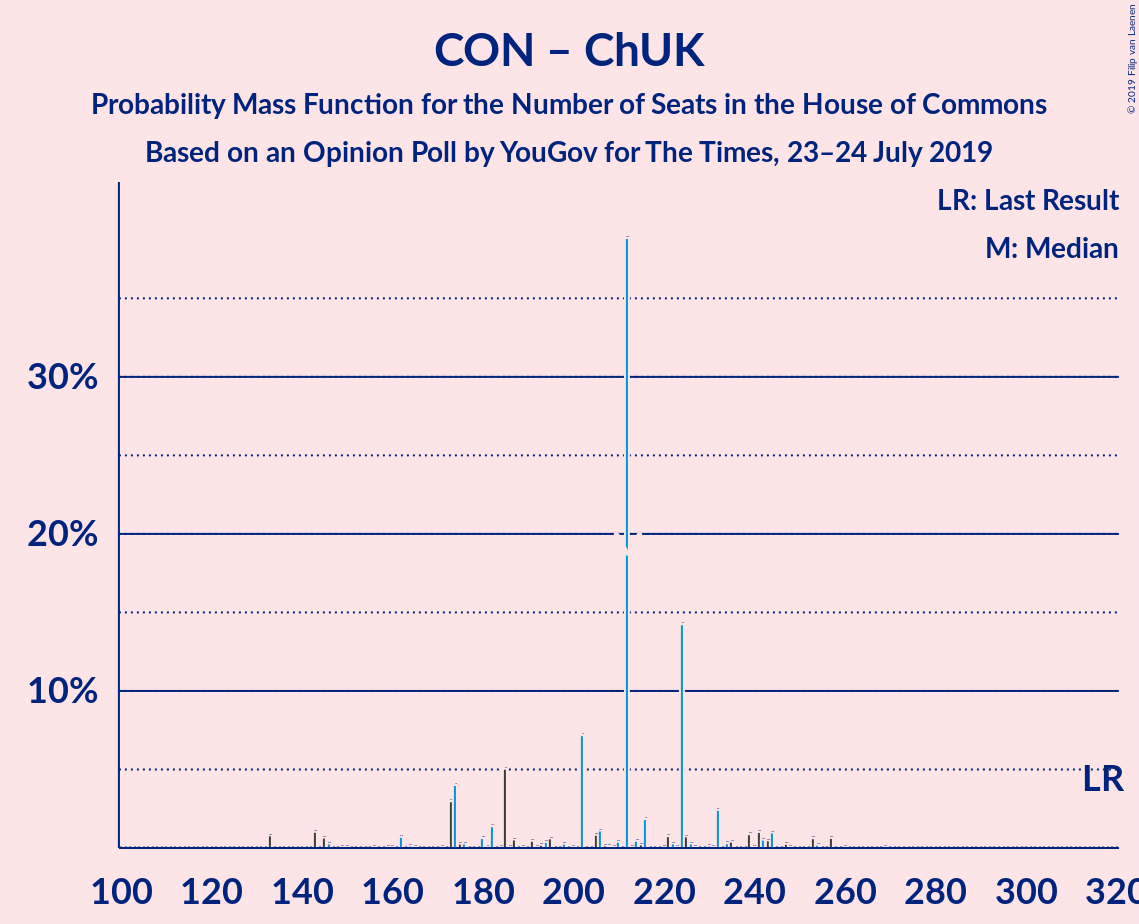 CON – ChUK
Probability Mass Function for the Number of Seats in the House of Commons
Based on an Opinion Poll by YouGov for The Times, 23–24 July 2019
© 2019 Filip van Laenen
LR: Last Result
M: Median
30%
20%
10%
LR
100 120 140 160 180 200 220 240 260 280 300 320